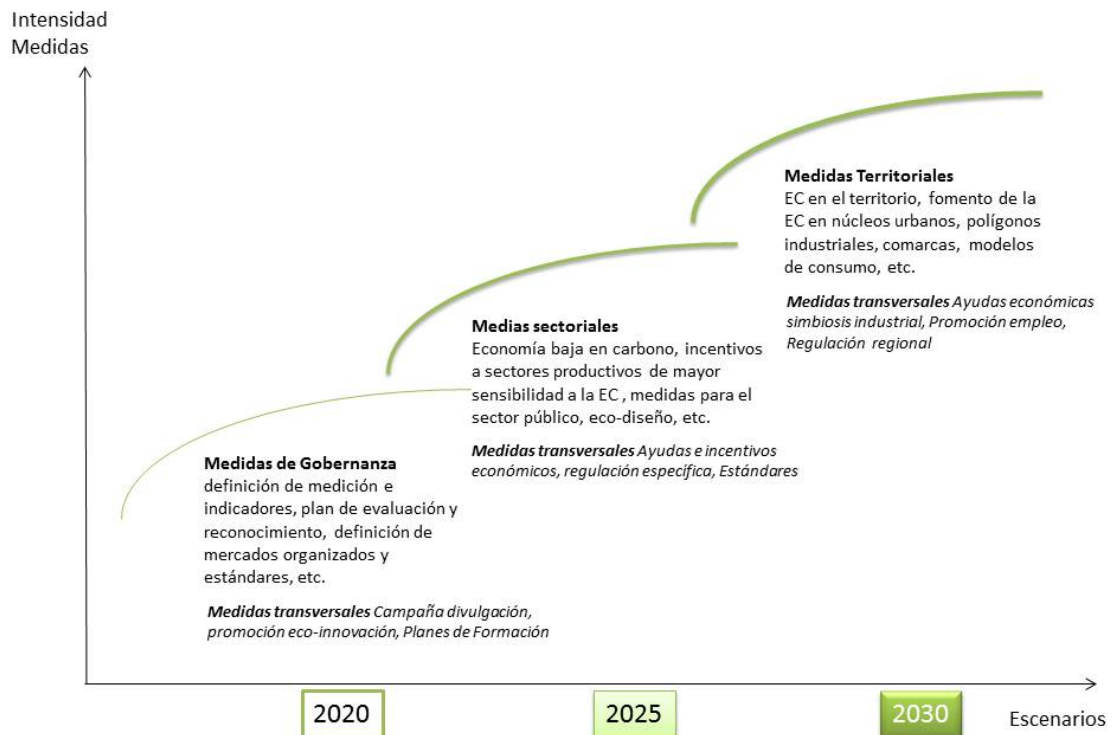 Intensidad
Medidas
Medidas Territoriales
EC en el territorio, fomento de la
EC en núcleos urbanos, polígonos
industriales, comarcas, modelos
de consumo, etc.
Medidas transversales Ayudas económicas
simbiosis industrial, Promoción empleo,
Regulación regional
Medias sectoriales
Economía baja en carbono, incentivos
a sectores productivos de mayor
sensibilidad a la EC , medidas para el
sector público, eco-diseño, etc.
Medidas transversales Ayudas e incentivos
económicos, regulación específica, Estándares
Medidas de Gobernanza
definición de medición e
indicadores, plan de evaluación y
reconocimiento, definición de
mercados organizados y
estándares, etc.
Medidas transversales Campaña divulgación,
promoción eco-innovación, Planes de Formación
2020
2025
2030
Escenarios